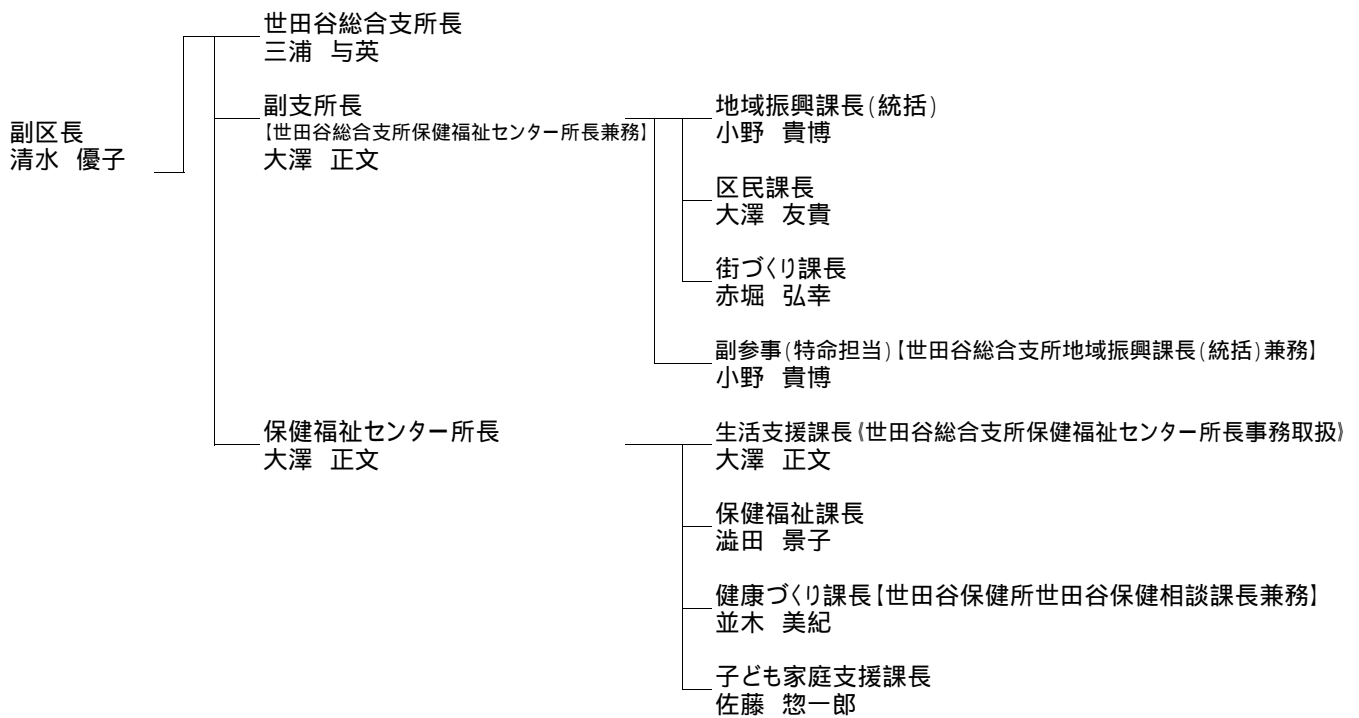 副区長
清水 優子
世田谷総合支所長
三浦 与英
副支所長
【世田谷総合支所保健福祉センター所長兼務】
大澤 正文
地域振興課長(統括)
小野 貴博
区民課長
大澤 友貴
街づくり課長
赤堀 弘幸
副参事(特命担当)【世田谷総合支所地域振興課長(統括)兼務】
小野 貴博
保健福祉センター所長
大澤 正文
生活支援課長《世田谷総合支所保健福祉センター所長事務取扱》
大澤 正文
保健福祉課長
澁田 景子
健康づくり課長【世田谷保健所世田谷保健相談課長兼務】
並木 美紀
子ども家庭支援課長
佐藤 惣一郎